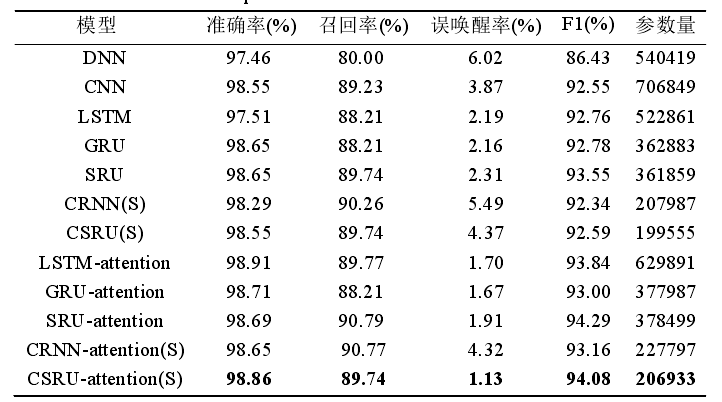 模型 准确率(%) 召回率(%) 误唤醒率(%) F1(%) 参数量
DNN 97.46 80.00 6.02 86.43 540419
CNN 98.55 89.23 3.87 92.55 706849
LSTM 97.51 88.21 2.19 92.76 522861
GRU 98.65 88.21 2.16 92.78 362883
SRU 98.65 89.74 2.31 93.55 361859
CRNN(S) 98.29 90.26 5.49 92.34 207987
CSRU(S) 98.55 89.74 4.37 92.59 199555
LSTM-attention 98.91 89.77 1.70 93.84 629891
GRU-attention 98.71 88.21 1.67 93.00 377987
SRU-attention 98.69 90.79 1.91 94.29 378499
CRNN-attention(S) 98.65 90.77 4.32 93.16 227797
CSRU-attention(S) 98.86 89.74 1.13 94.08 206933